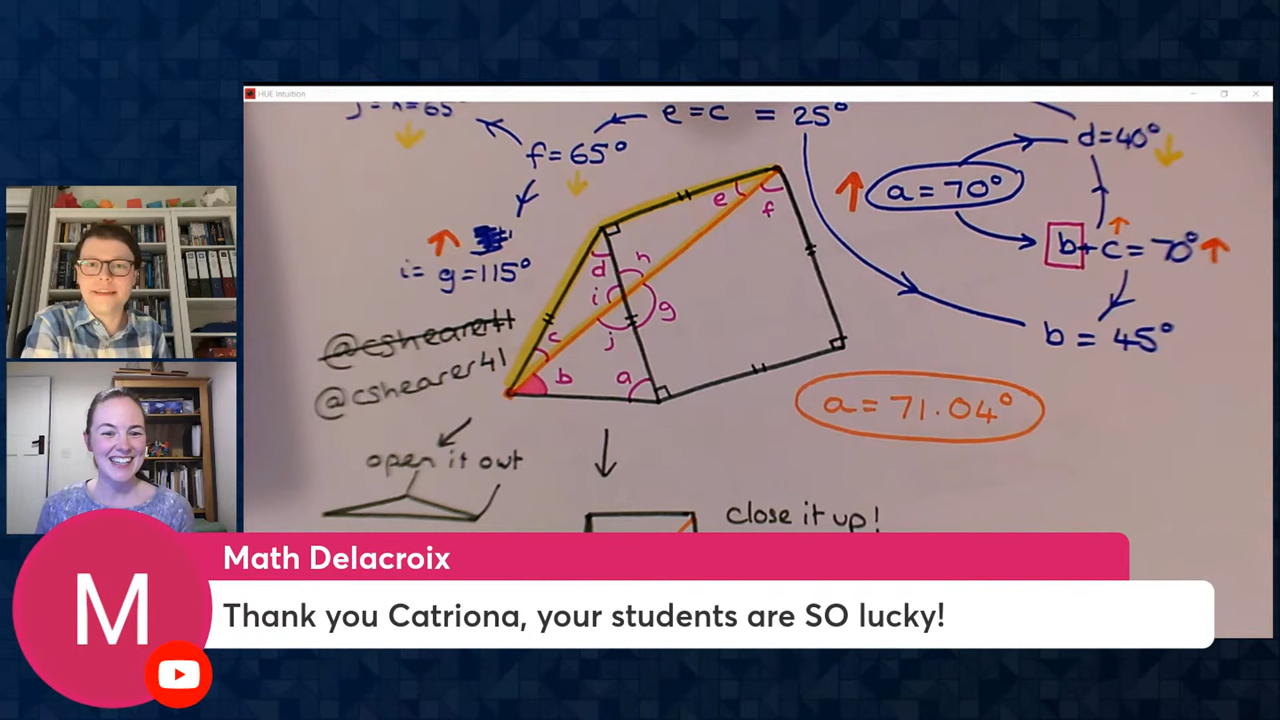 HUE Intuition
e=c = 25°
f=65°
d=40°
a=70°
b+c=70°
i= g=115°
b = 45°
e
f
d
h
i
g
c
j
b
a
@cshearer11
@cshearer41
a=71.04°
open it out
close it up!
Math Delacroix
M
Thank you Catriona, your students are SO lucky!